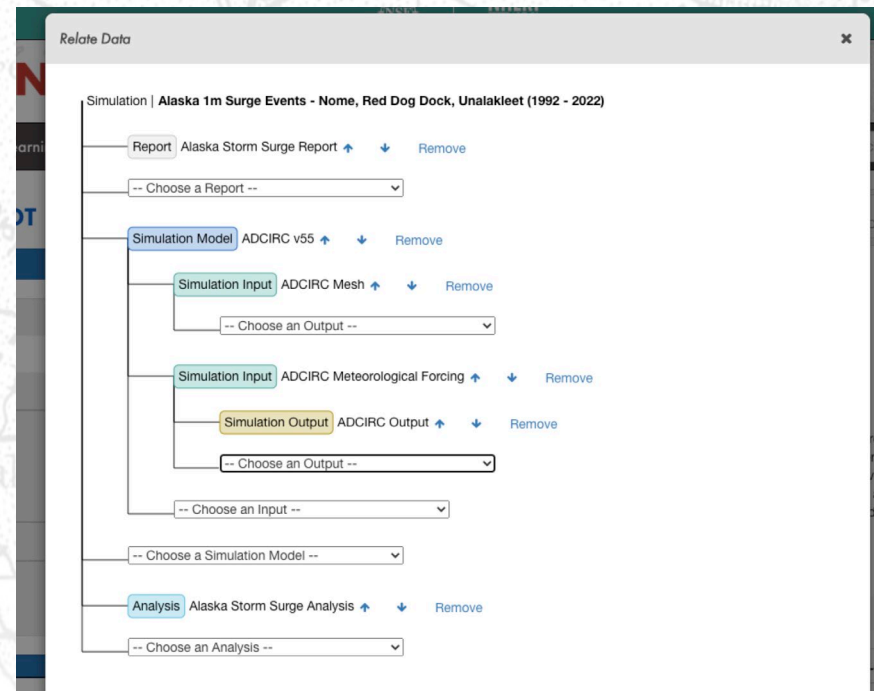 Relate Data
Simulation | Alaska 1m Surge Events - Nome, Red Dog Dock, Unalakleet (1992 - 2022)
Report Alaska Storm Surge Report Remove
-- Choose a Report --
Simulation Model ADCIRC v55 Remove
Simulation Input ADCIRC Mesh Remove
-- Choose an Output --
Simulation Input ADCIRC Meteorological Forcing Remove
Simulation Output ADCIRC Output Remove
-- Choose an Output --
-- Choose an Input --
-- Choose a Simulation Model --
Analysis Alaska Storm Surge Analysis Remove
-- Choose an Analysis --